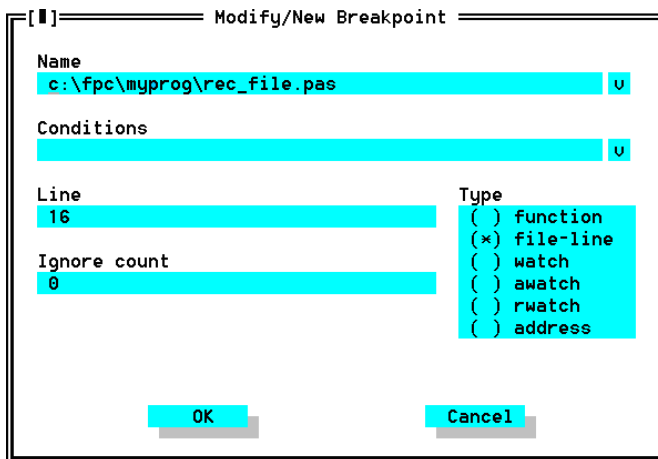 [▮] Modify/New Breakpoint
Name
c:\fpc\myprog\rec_file.pas v
Conditions
v
Line
16
Type
( ) function
(*) file-line
( ) watch
( ) awatch
( ) rwatch
( ) address
Ignore count
0
OK Cancel